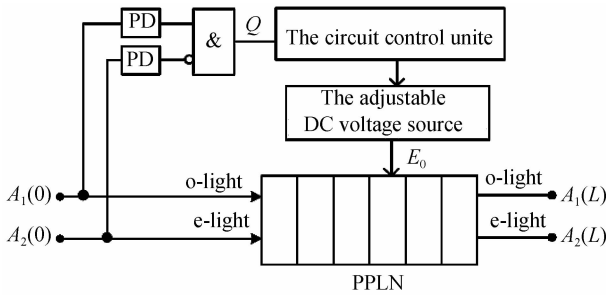 PD
&
Q
The circuit control unite
PD
The adjustable
DC voltage source
E₀
o-light
o-light
A₁(0)
A₁(L)
e-light
e-light
A₂(0)
A₂(L)
PPLN